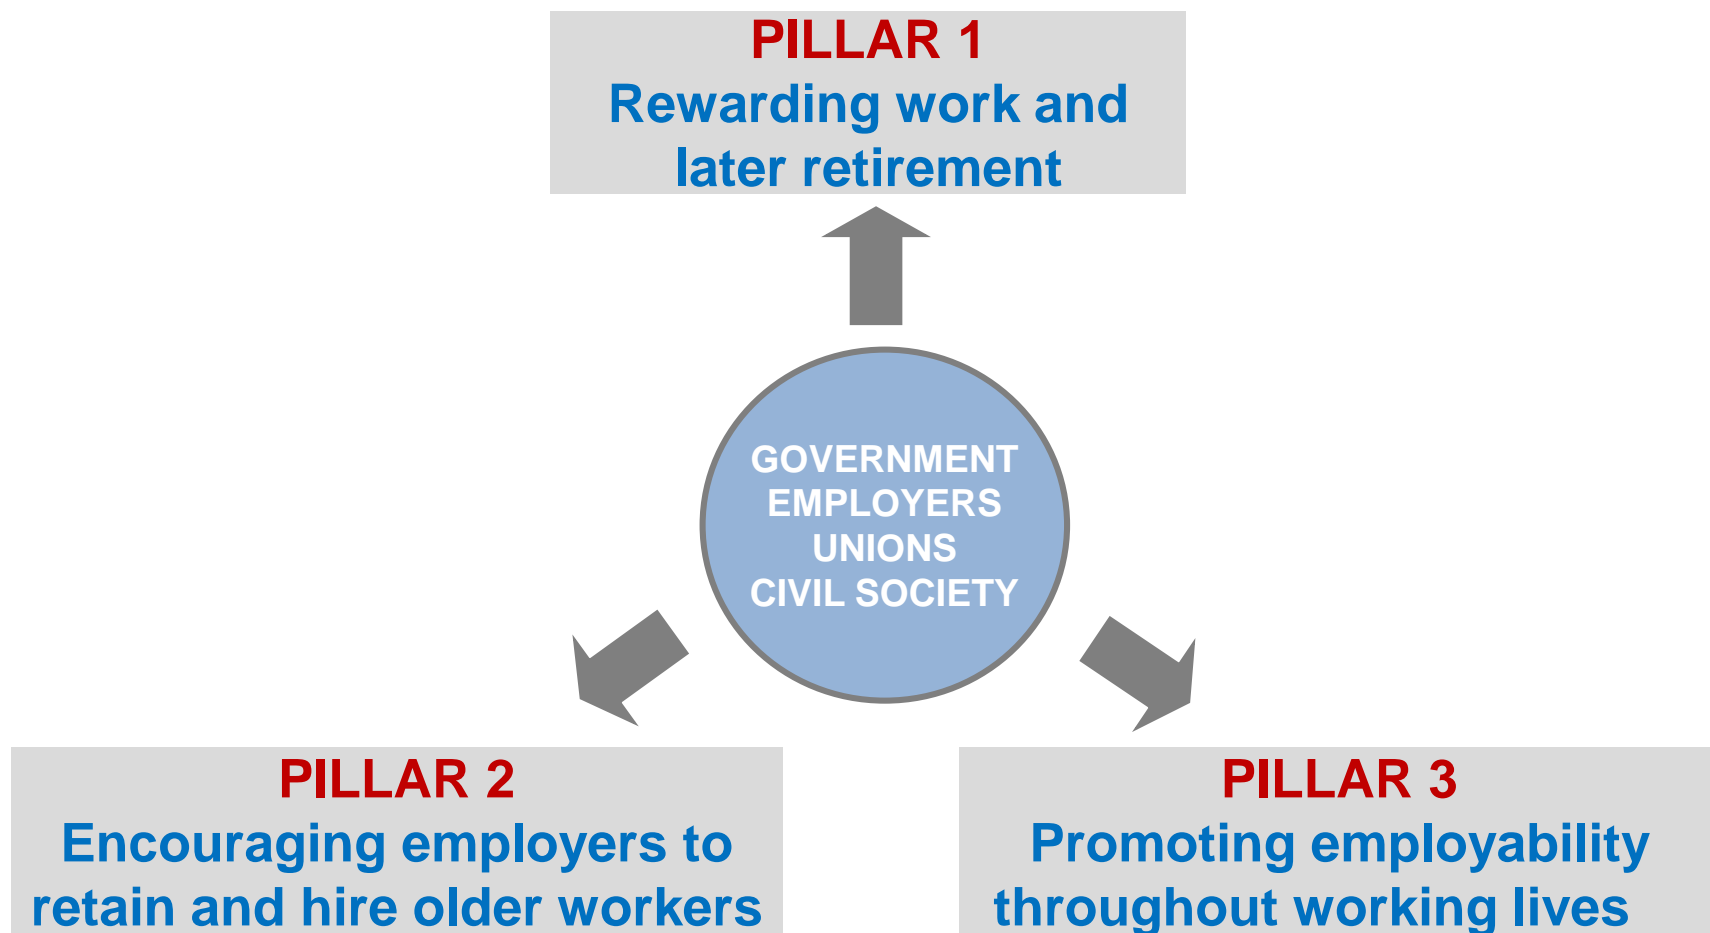 PILLAR 1
Rewarding work and
later retirement
GOVERNMENT
EMPLOYERS
UNIONS
CIVIL SOCIETY
PILLAR 2
Encouraging employers to
retain and hire older workers
PILLAR 3
Promoting employability
throughout working lives